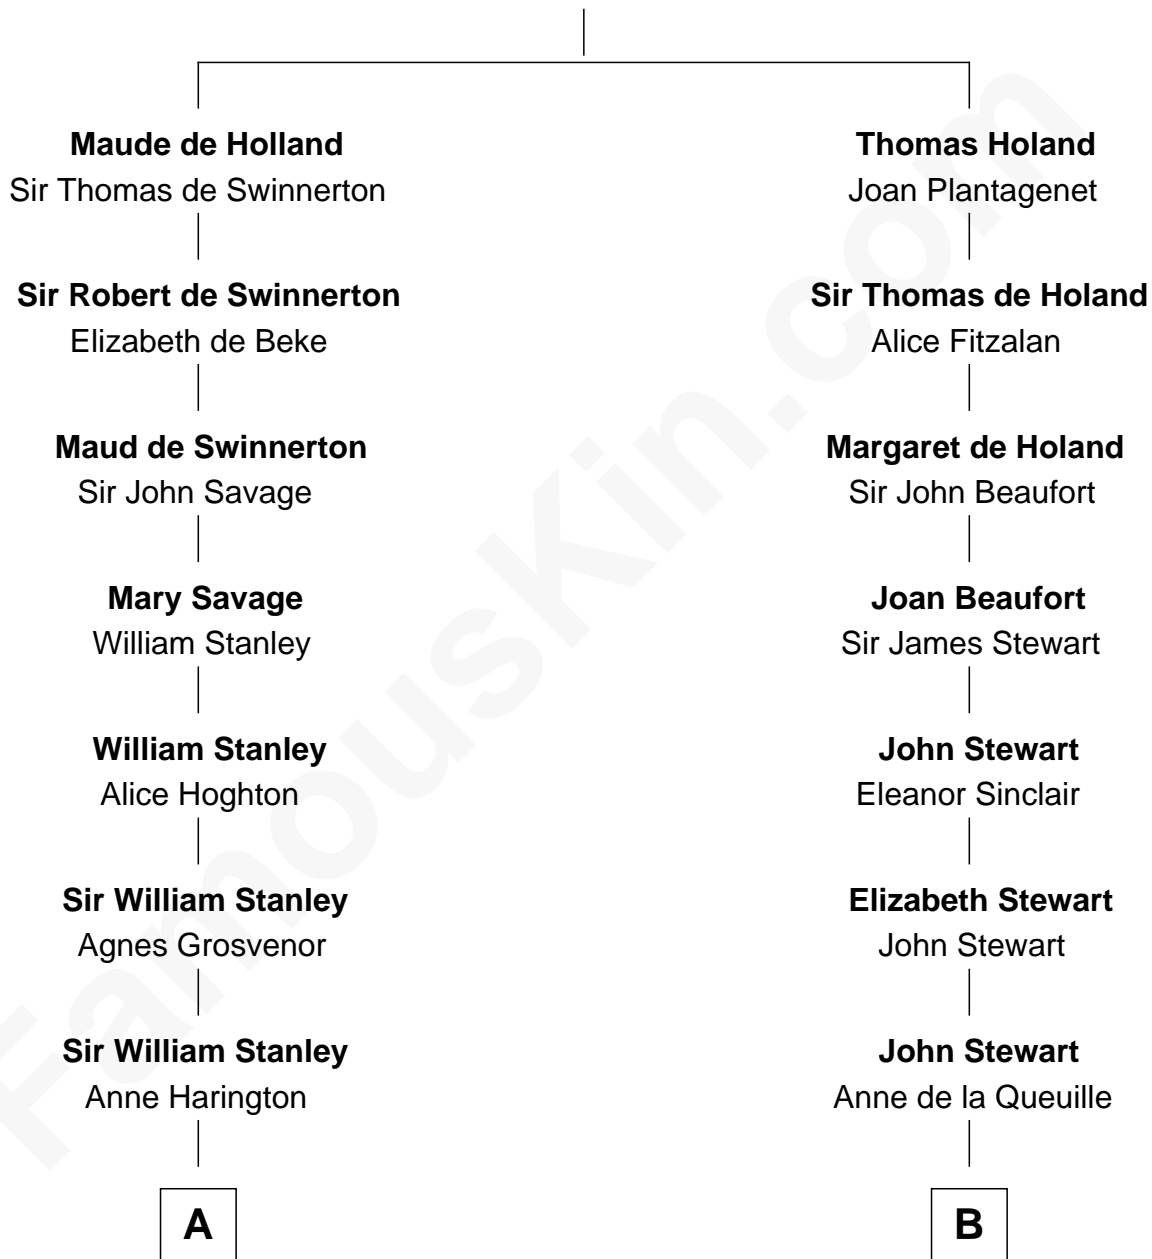 Maude de Holland
Sir Thomas de Swinnerton
Sir Robert de Swinnerton
Elizabeth de Beke
Maud de Swinnerton
Sir John Savage
Mary Savage
William Stanley
William Stanley
Alice Hoghton
Sir William Stanley
Agnes Grosvenor
Sir William Stanley
Anne Harington
A
Thomas Holand
Joan Plantagenet
Sir Thomas de Holand
Alice Fitzalan
Margaret de Holand
Sir John Beaufort
Joan Beaufort
Sir James Stewart
John Stewart
Eleanor Sinclair
Elizabeth Stewart
John Stewart
John Stewart
Anne de la Queuille
B
FamousKin.com